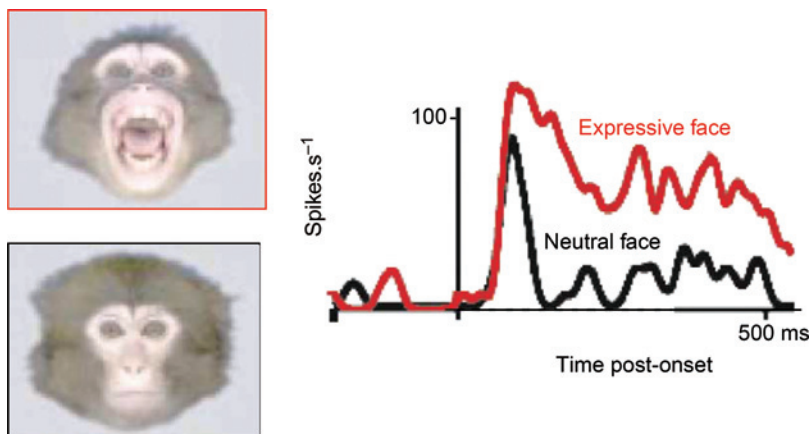 100
Expressive face
Spikes.s⁻¹
Neutral face
500 ms
Time post-onset